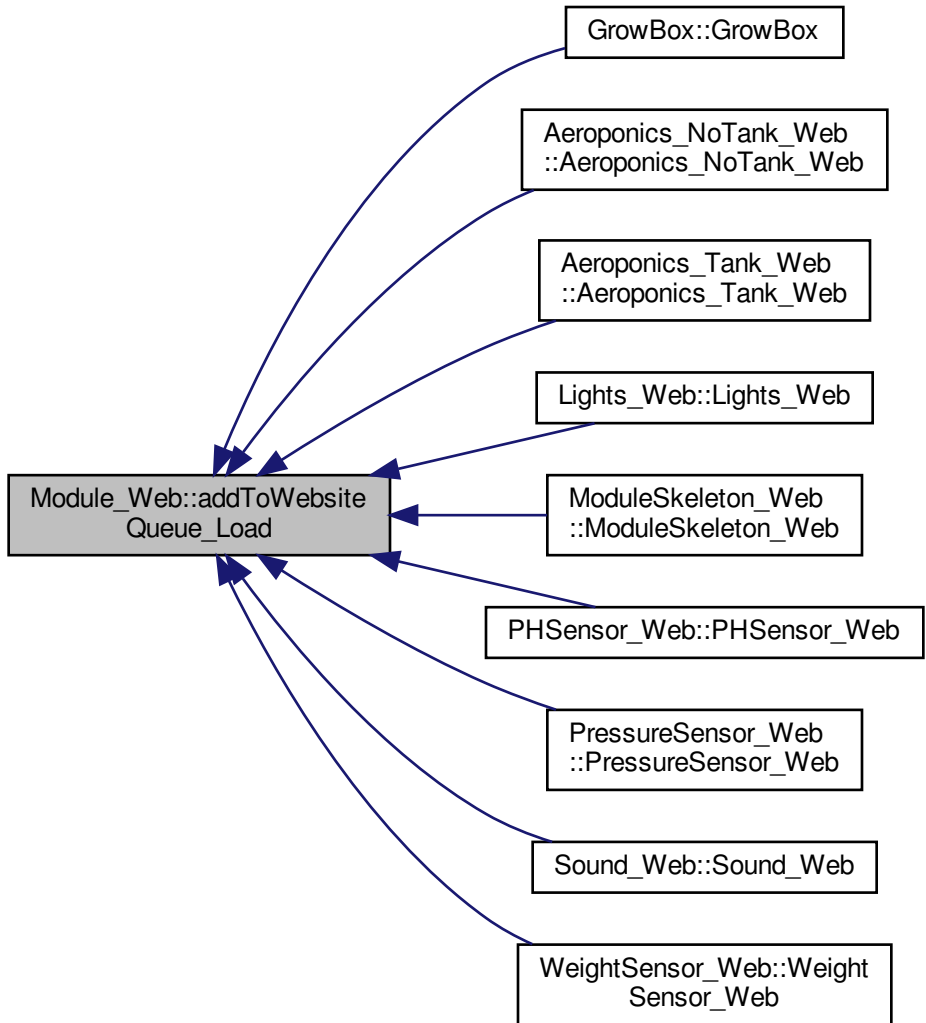 GrowBox::GrowBox
Aeroponics_NoTank_Web
::Aeroponics_NoTank_Web
Aeroponics_Tank_Web
::Aeroponics_Tank_Web
Lights_Web::Lights_Web
Module_Web::addToWebsite
Queue_Load
ModuleSkeleton_Web
::ModuleSkeleton_Web
PHSensor_Web::PHSensor_Web
PressureSensor_Web
::PressureSensor_Web
Sound_Web::Sound_Web
WeightSensor_Web::Weight
Sensor_Web